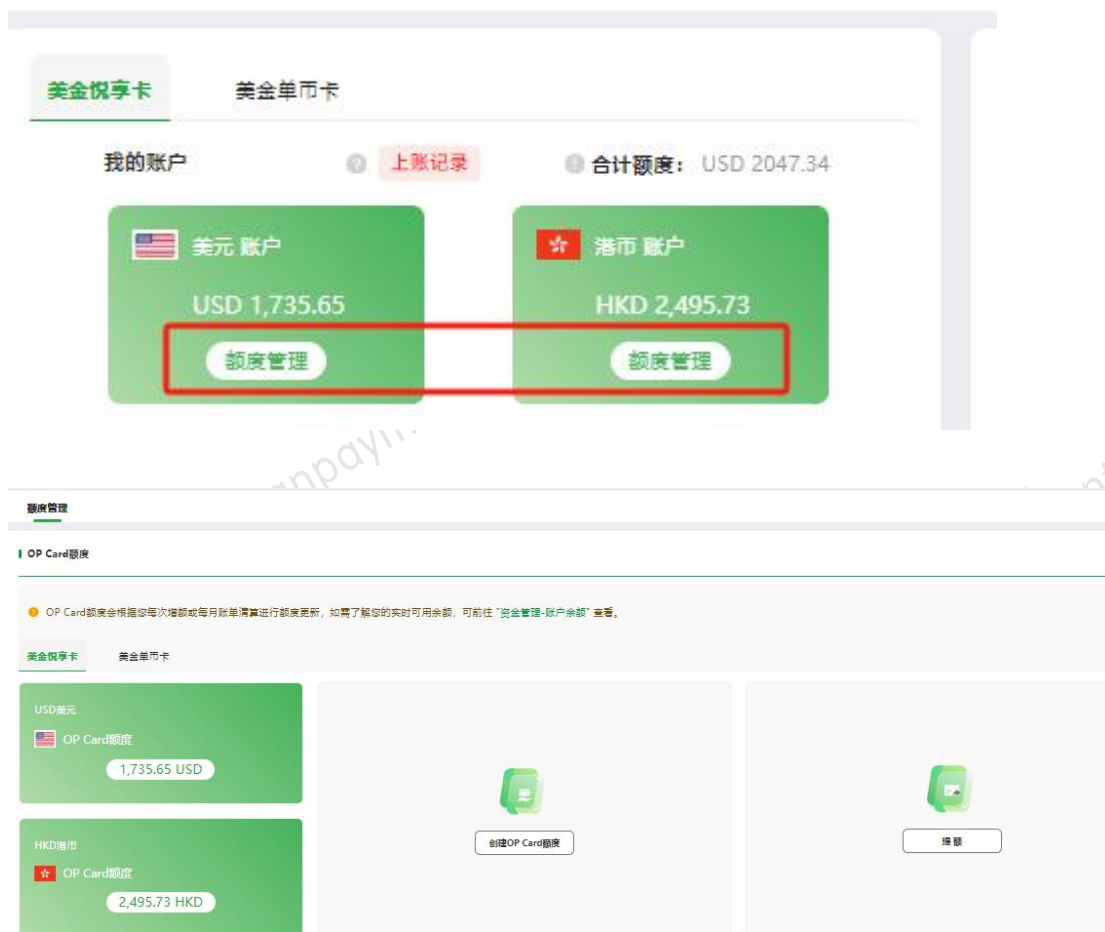 美金悦享卡 美金单币卡
我的账户 上账记录 合计额度： USD 2047.34
美元 账户 港币 账户
USD 1,735.65 HKD 2,495.73
额度管理 额度管理
额度管理
OP Card额度
OP Card额度会根据您每次增额或每月账单清算进行额度更新，如需了解您的实时可用余额，可前往 "资金管理-账户余额" 查看。
美金悦享卡 美金单币卡
USD美元
OP Card额度
1,735.65 USD
HKD港币
OP Card额度
2,495.73 HKD
创建OP Card额度
提 额